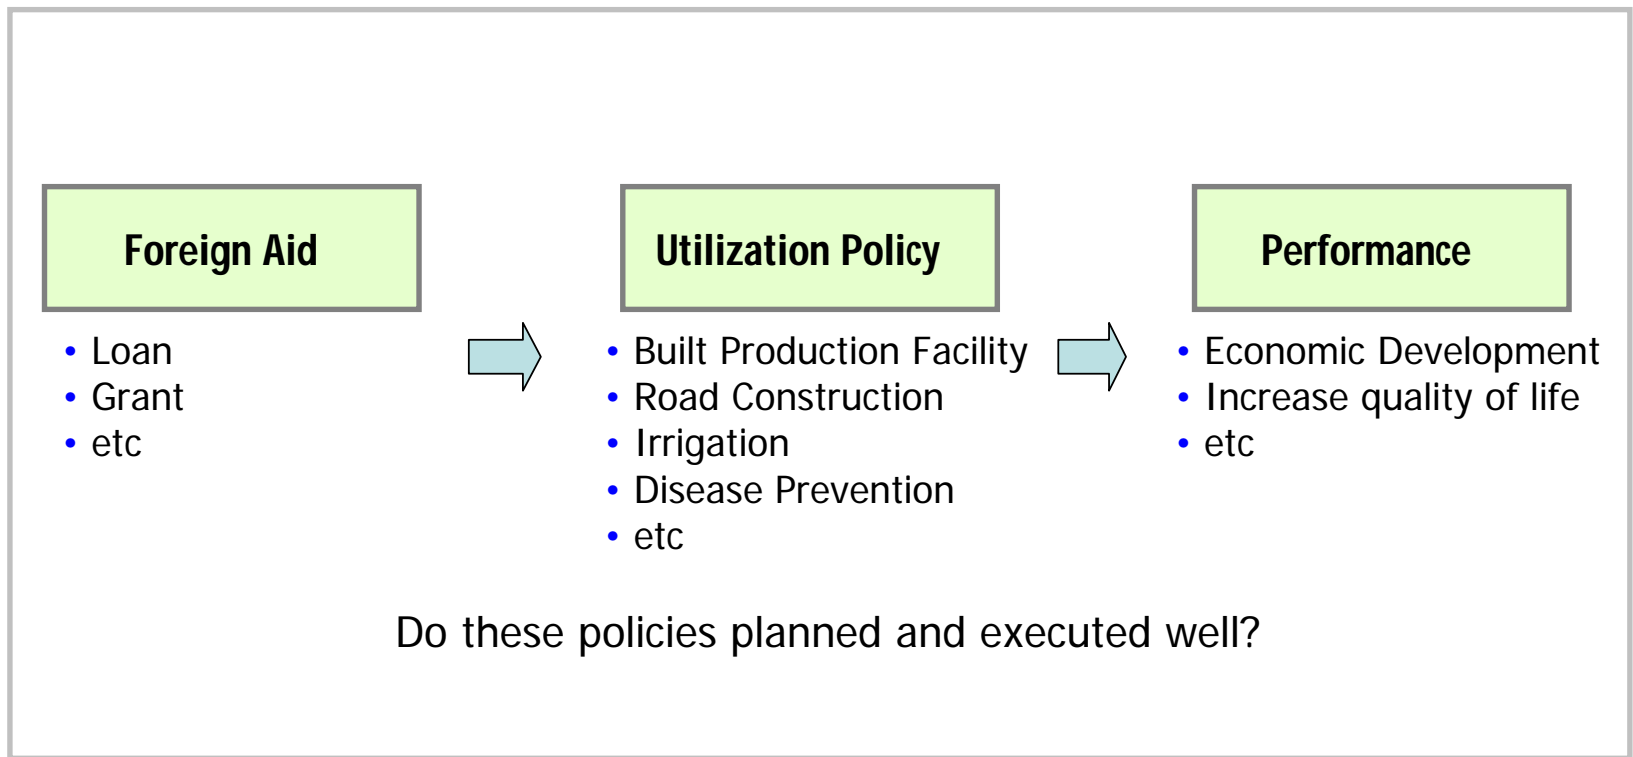 Foreign Aid
• Loan
• Grant
• etc
Utilization Policy
• Built Production Facility
• Road Construction
• Irrigation
• Disease Prevention
• etc
Performance
• Economic Development
• Increase quality of life
• etc
Do these policies planned and executed well?